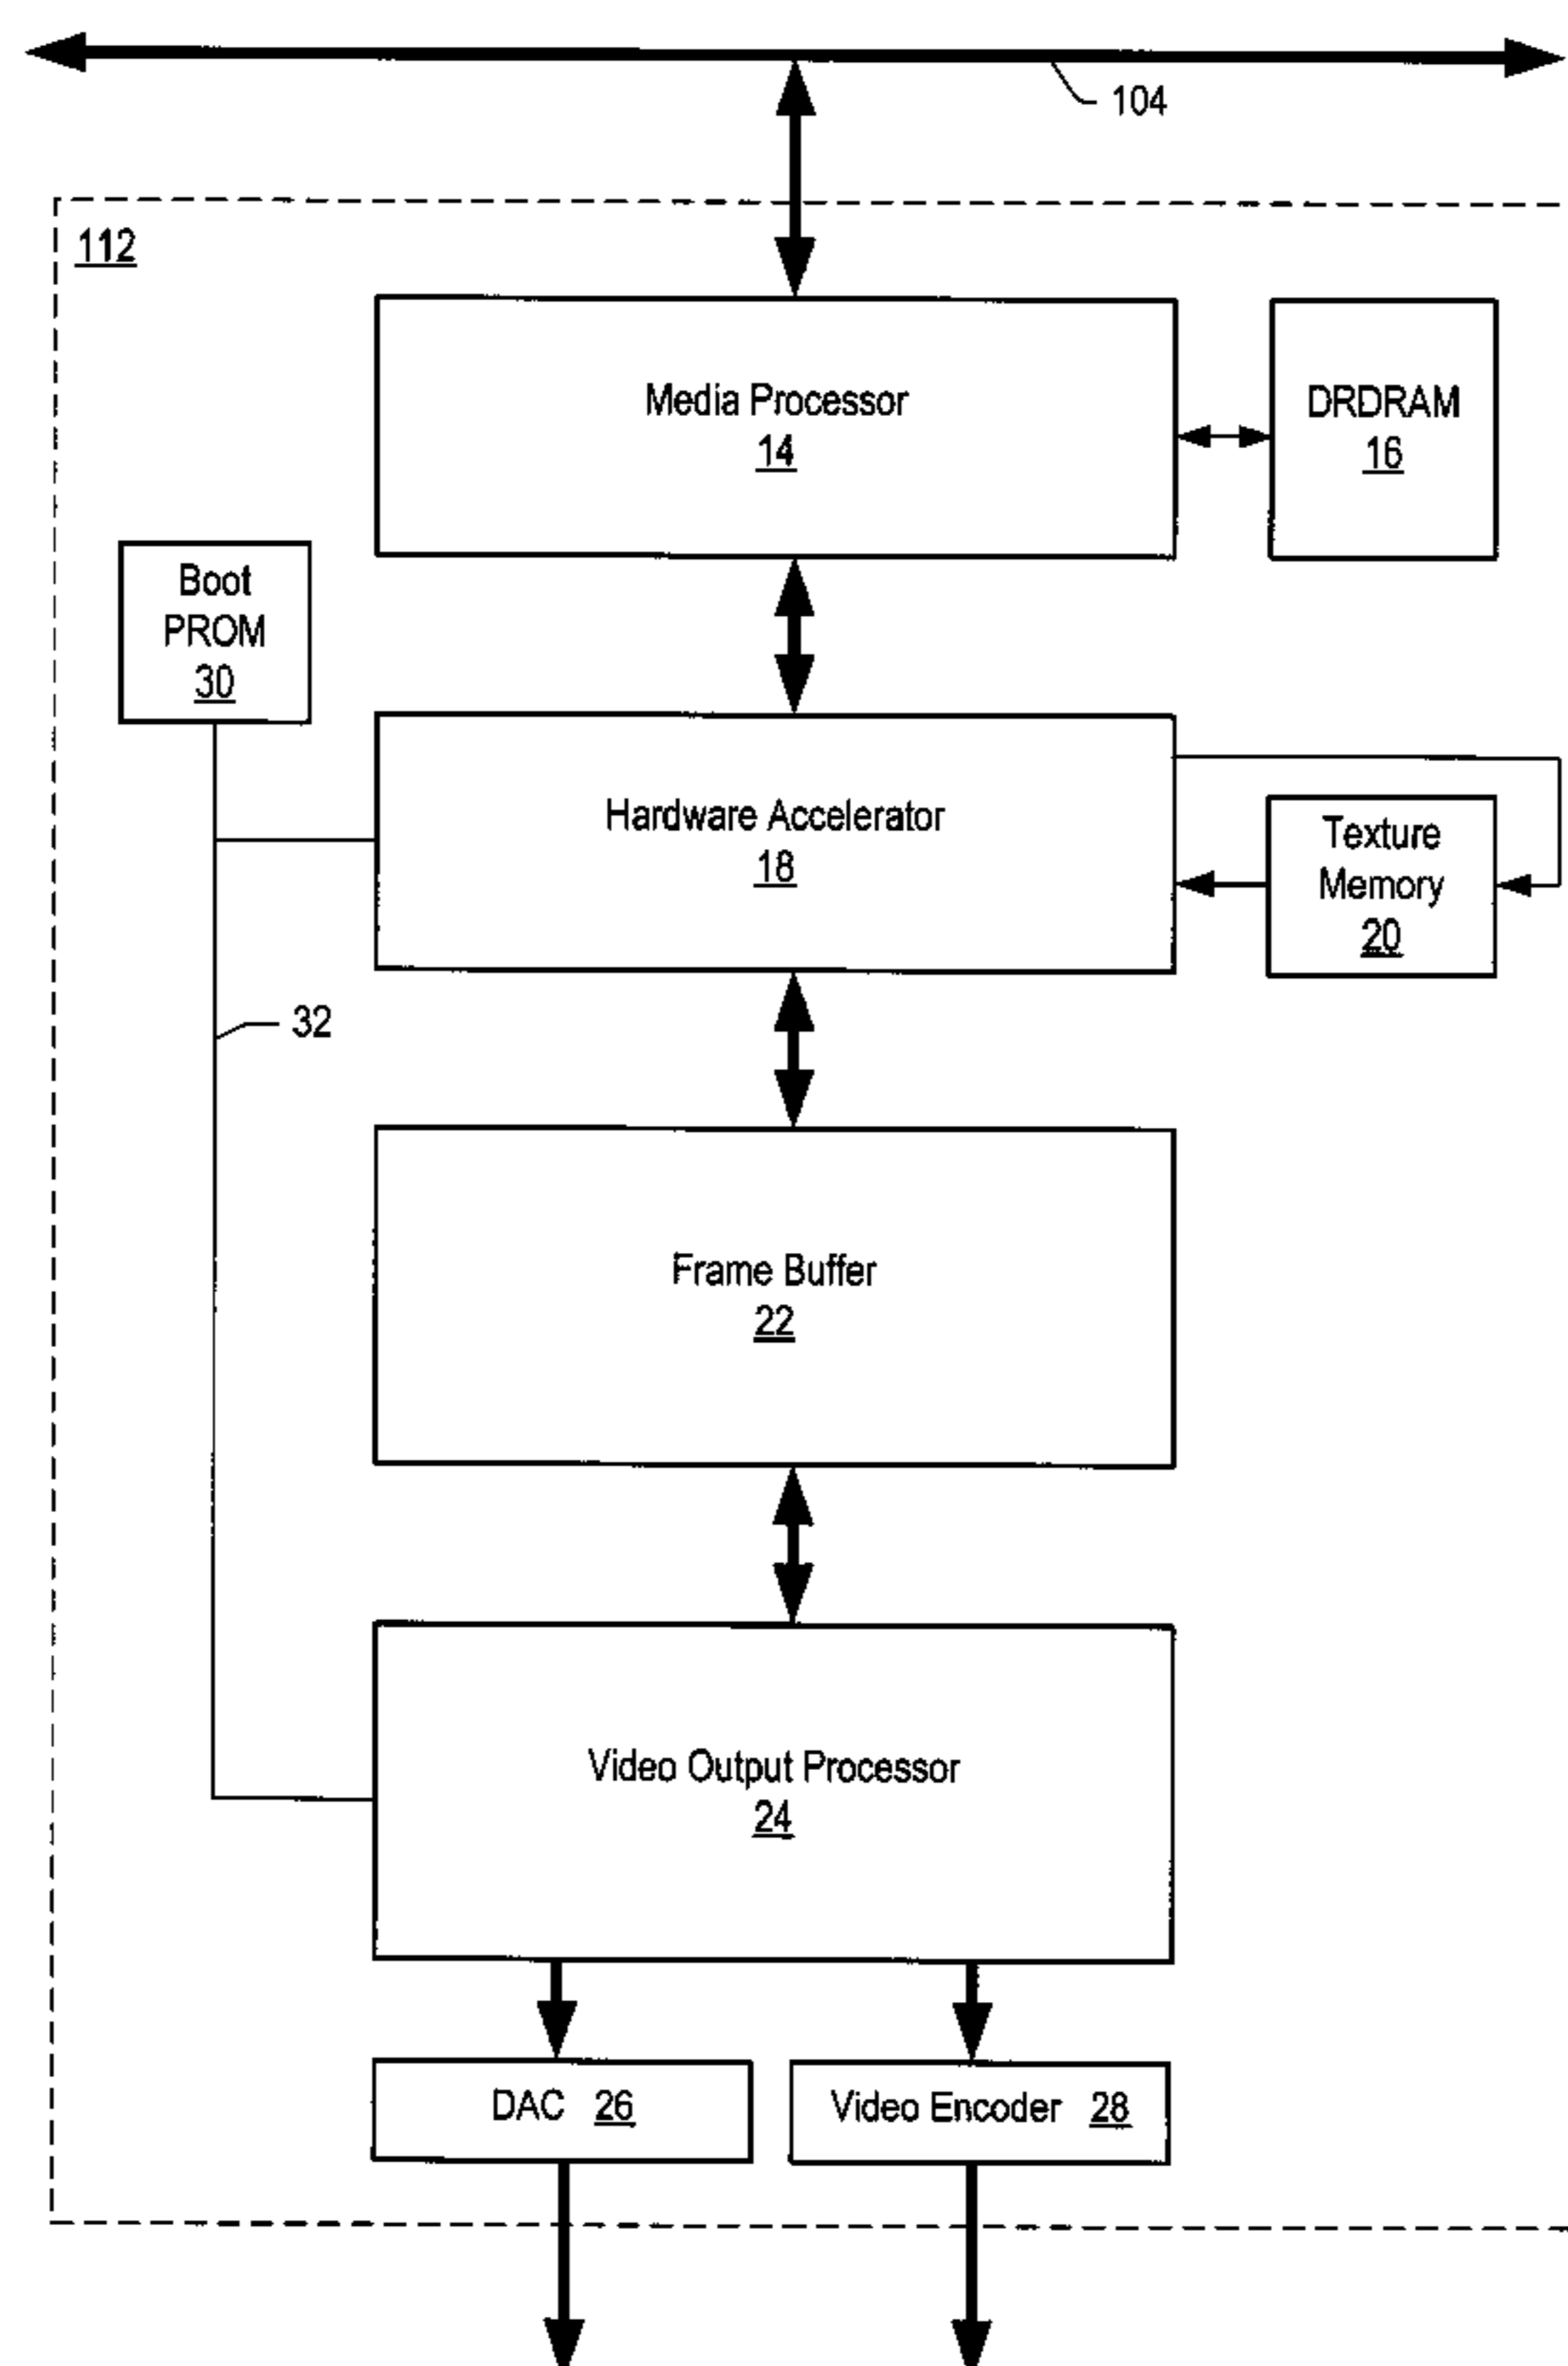 104
112
Media Processor
14
DRDRAM
16
Boot
PROM
30
Hardware Accelerator
18
Texture
Memory
20
32
Frame Buffer
22
Video Output Processor
24
DAC 26
Video Encoder 28